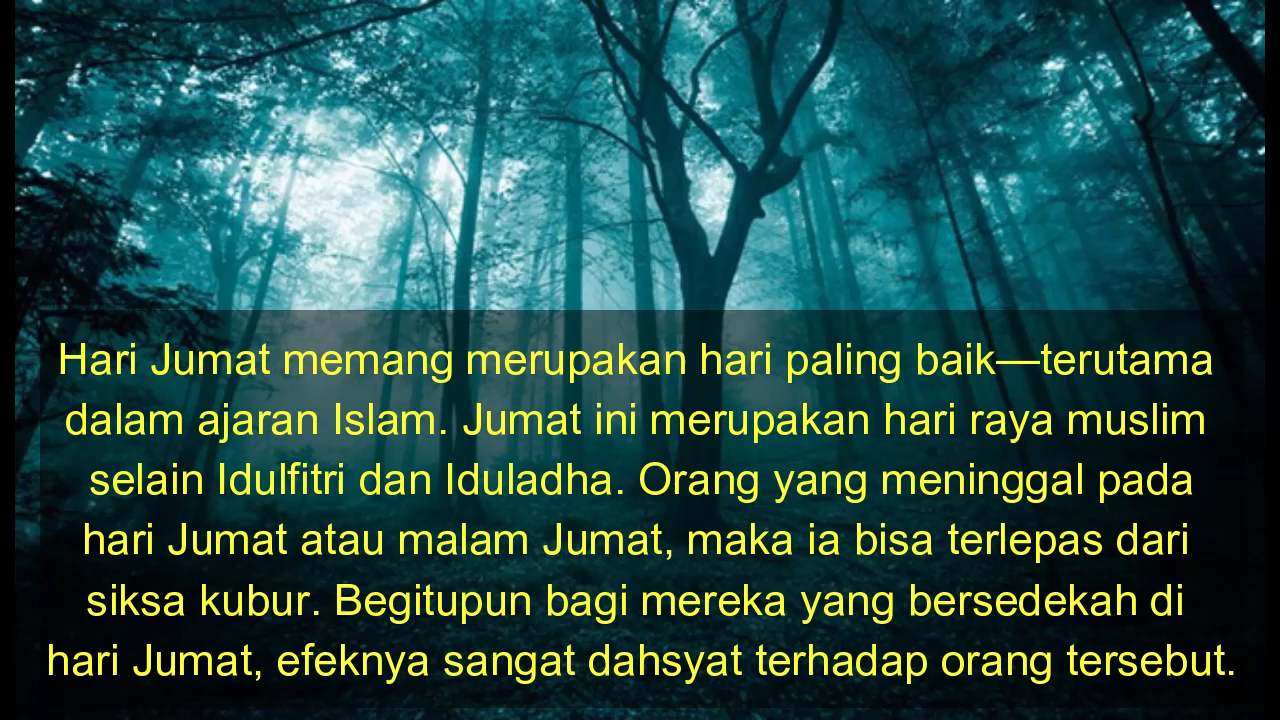 Hari Jumat memang merupakan hari paling baik—terutama
dalam ajaran Islam. Jumat ini merupakan hari raya muslim
selain Idulfitri dan Iduladha. Orang yang meninggal pada
hari Jumat atau malam Jumat, maka ia bisa terlepas dari
siksa kubur. Begitupun bagi mereka yang bersedekah di
hari Jumat, efeknya sangat dahsyat terhadap orang tersebut.